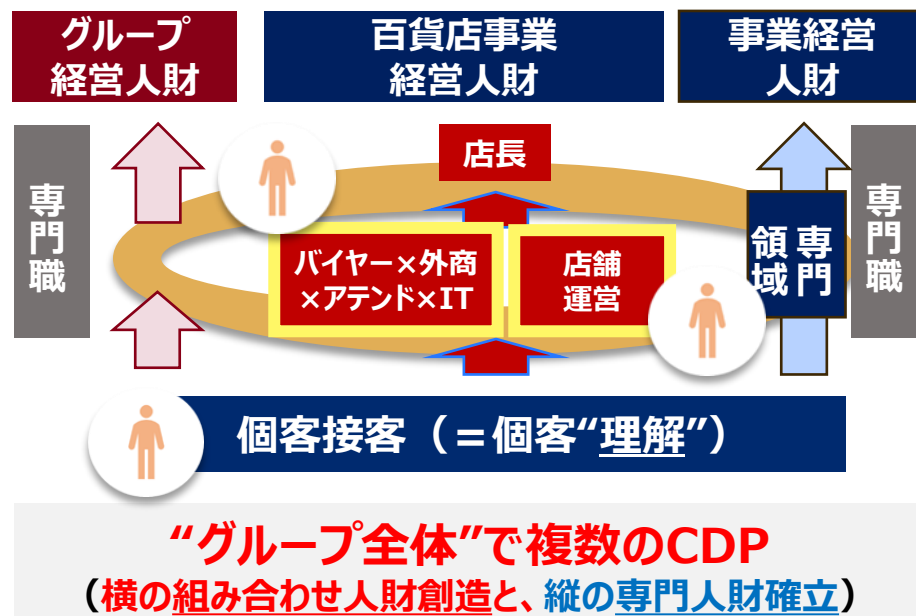 グループ
経営人財
百貨店事業
経営人財
事業経営
人財
専門職
店長
バイヤー×外商
×アテンド×IT
店舗
運営
専門
領域
専門職
個客接客（＝個客“理解”）
“グループ全体”で複数のCDP
（横の組み合わせ人財創造と、縦の専門人財確立）